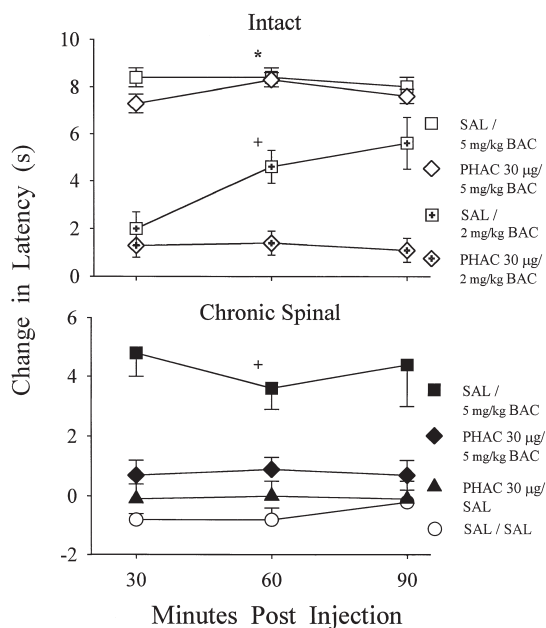 Intact
10
8
6
4
2
0
*
+
SAL /
5 mg/kg BAC
PHAC 30 µg/
5 mg/kg BAC
SAL /
2 mg/kg BAC
PHAC 30 µg/
2 mg/kg BAC
Change in Latency (s)
Chronic Spinal
6
4
2
0
-2
+
SAL /
5 mg/kg BAC
PHAC 30 µg/
5 mg/kg BAC
PHAC 30 µg/
SAL
SAL / SAL
30 60 90
Minutes Post Injection